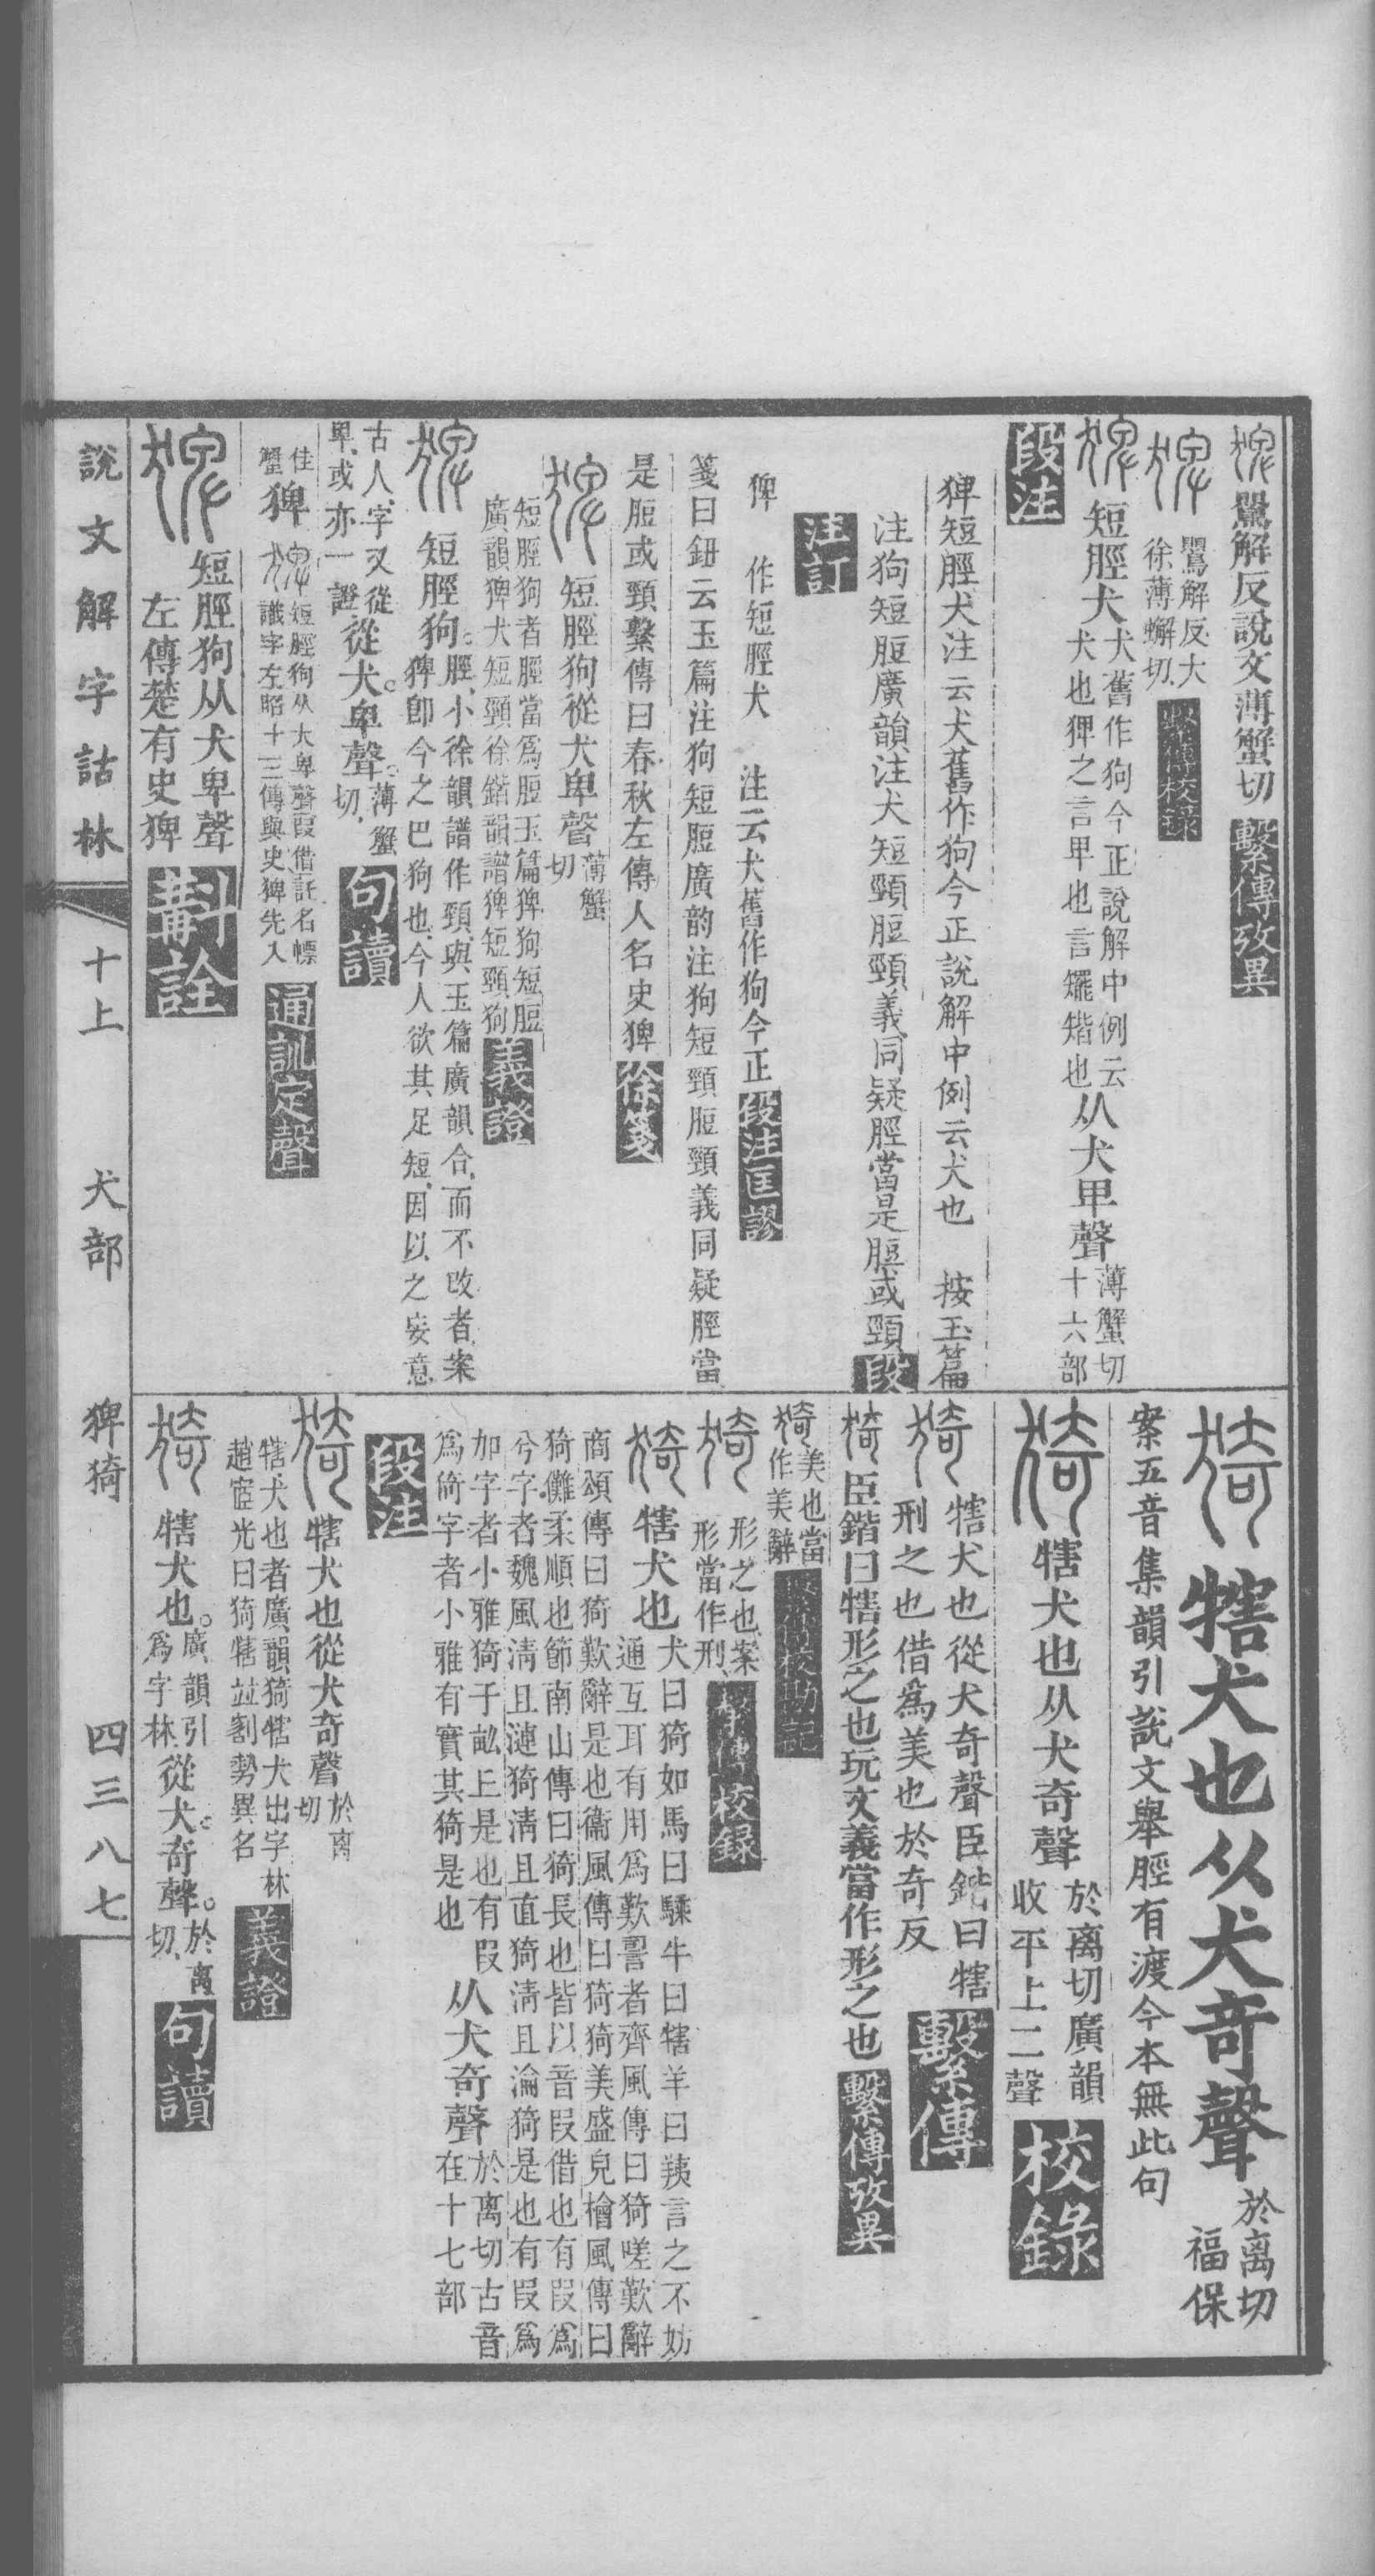 猈鼍解反說文薄蟹切 繫傳攷異
猈 鼍解反大
徐薄蠏切 繫傳校錄
猈 短脛犬 犬舊作狗今正說解中例云
犬也猈之言卑也言䎱䎬也 从犬卑聲 薄蟹切
十六部
段注
猈短脛犬注云犬舊作狗今正說解中例云犬也 按玉篇
注狗短脰廣韻注犬短頸脰頸義同疑脛當是脰或頸 段
注訂
猈 作短脛犬 注云犬舊作狗今正 段注匡謬
箋曰鈕云玉篇注狗短脰廣韵注狗短頸脰頸義同疑脛當
是脰或頸繫傳曰春秋左傳人名史猈 徐箋
猈 短脛狗從犬卑聲 薄蟹
切
短脛狗者脛當爲脰玉篇猈狗短脰
廣韻猈犬短頸徐鍇韻譜猈短頸狗 義證
猈 短脛狗 脛小徐韻譜作頸與玉篇廣韻合而不改者案
猈卽今之巴狗也今人欲其足短因以之妄意
古人字又從
卑或亦一證 從犬卑聲 薄蟹
切 句讀
佳
蟹 猈 猈 短脛狗从犬卑聲叚借託名幖
識字左昭十三傳與史猈先入 通訓定聲
猈 短脛狗从犬卑聲
左傳楚有史猈 斠詮
猗 犗犬也从犬奇聲 於离切
福保
案五音集韻引說文舉脛有渡今本無此句
猗 犗犬也从犬奇聲 於离切廣韻
收平上二聲 校錄
猗 犗犬也從犬奇聲臣鍇曰犗
刑之也借爲美也於奇反 繫傳
猗臣鍇曰犗形之也玩文義當作形之也 繫傳攷異
猗 美也當
作美辭 繫傳校勘記
猗 形之也案
形當作刑 繫傳校錄
猗 犗犬也 犬曰猗如馬曰騬牛曰犗羊曰羠言之不妨
通互耳有用爲歎䛐者齊風傳曰猗嗟歎辭
商頌傳曰猗歎辭是也衞風傳曰猗猗美盛皃檜風傳曰
猗儺柔順也節南山傳曰猗長也皆以音叚借也有叚爲
兮字者魏風淸且漣猗淸且直猗淸且淪猗是也有叚爲
加字者小雅猗于畝丘是也有叚
爲倚字者小雅有實其猗是也 从犬奇聲 於离切古音
在十七部
段注
猗 犗犬也從犬奇聲 於离
切
犗犬也者廣韻猗犗犬出字林
趙宧光曰猗犗竝割勢異名 義證
猗 犗犬也 廣韻引
爲字林 從犬奇聲 於离
切 句讀
說文解字詁林 十上 犬部 猈猗 四三八七